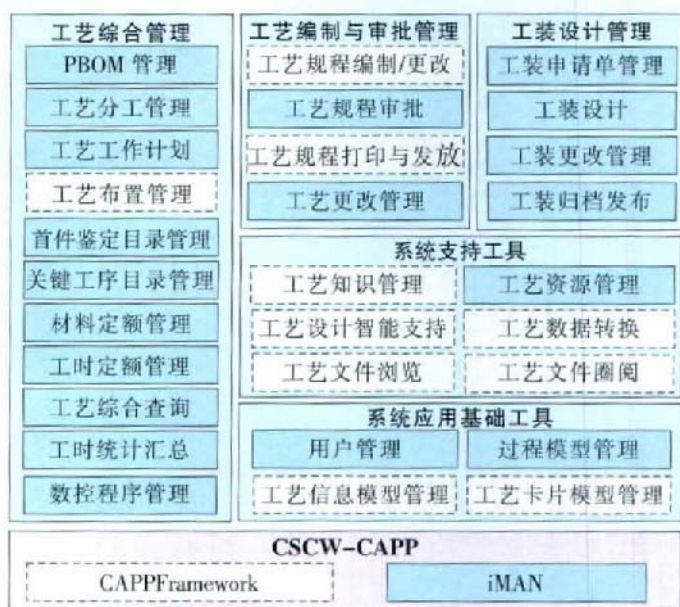 工艺综合管理
PBOM 管理
工艺分工管理
工艺工作计划
工艺布置管理
首件鉴定目录管理
关键工序目录管理
材料定额管理
工时定额管理
工艺综合查询
工时统计汇总
数控程序管理
工艺编制与审批管理
工艺规程编制/更改
工艺规程审批
工艺规程打印与发放
工艺更改管理
工装设计管理
工装申请单管理
工装设计
工装更改管理
工装归档发布
系统支持工具
工艺知识管理
工艺资源管理
工艺设计智能支持
工艺数据转换
工艺文件浏览
工艺文件圈阅
系统应用基础工具
用户管理
过程模型管理
工艺信息模型管理
工艺卡片模型管理
CSCW-CAPP
CAPPFramework
iMAN